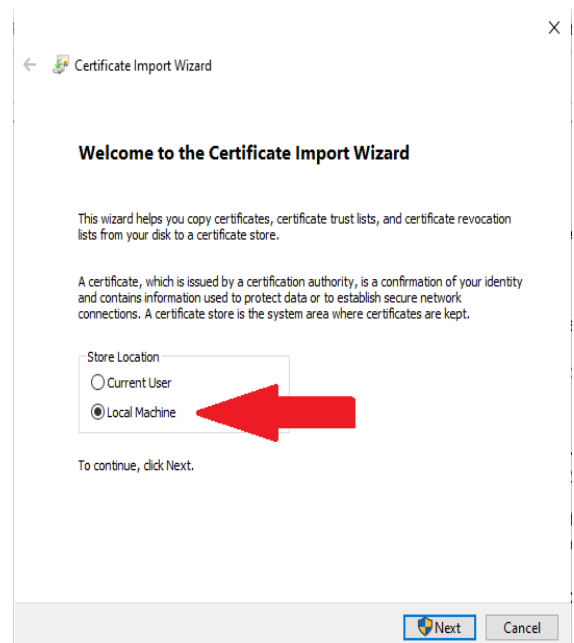 Certificate Import Wizard
Welcome to the Certificate Import Wizard
This wizard helps you copy certificates, certificate trust lists, and certificate revocation
lists from your disk to a certificate store.
A certificate, which is issued by a certification authority, is a confirmation of your identity
and contains information used to protect data or to establish secure network
connections. A certificate store is the system area where certificates are kept.
Store Location
Current User
Local Machine
To continue, click Next.
Next Cancel